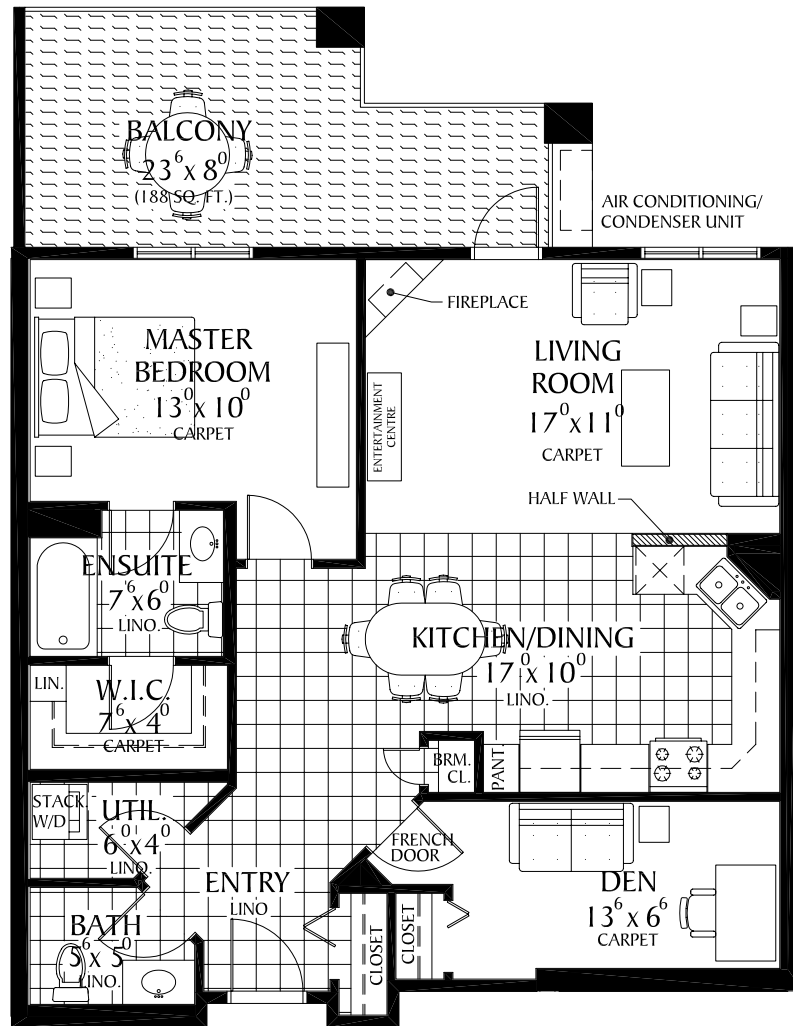 BALCONY
23⁶ x 8⁰
(188 SQ. FT.)
AIR CONDITIONING/
CONDENSER UNIT
FIREPLACE
MASTER
BEDROOM
13⁰ x 10⁰
CARPET
ENTERTAINMENT
CENTRE
LIVING
ROOM
17⁰ x 11⁰
CARPET
HALF WALL
ENSUITE
7⁶ x 6⁰
LINO.
KITCHEN/DINING
17⁰ x 10⁰
LINO.
LIN.
W.I.C.
7⁶ x 4⁰
CARPET
BRM.
CL.
PANT.
STACK.
W/D
UTIL.
6⁰ x 4⁰
LINO.
FRENCH
DOOR
ENTRY
LINO
DEN
13⁶ x 6⁶
CARPET
BATH
5⁶ x 5⁰
LINO.
CLOSET
CLOSET